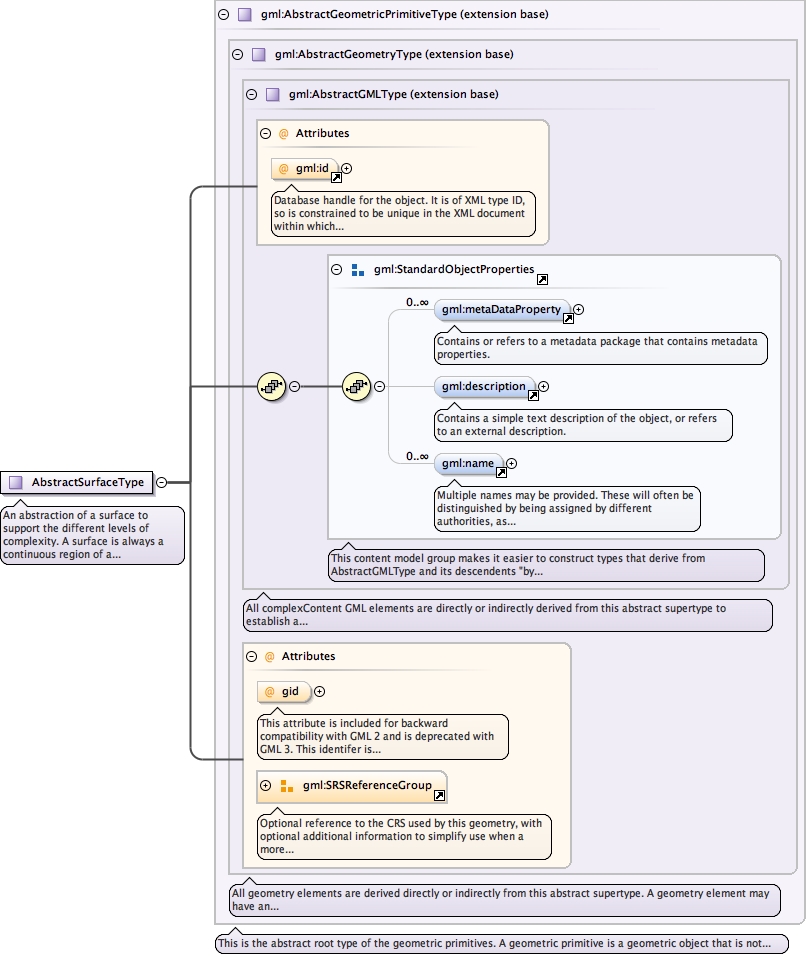 gml:AbstractGeometricPrimitiveType (extension base)
gml:AbstractGeometryType (extension base)
gml:AbstractGMLType (extension base)
@ Attributes
@ gml:id
Database handle for the object. It is of XML type ID,
so is constrained to be unique in the XML document
within which...
gml:StandardObjectProperties
0..∞
gml:metaDataProperty
Contains or refers to a metadata package that contains metadata
properties.
gml:description
Contains a simple text description of the object, or refers
to an external description.
0..∞
gml:name
Multiple names may be provided. These will often be
distinguished by being assigned by different
authorities, as...
AbstractSurfaceType
An abstraction of a surface to
support the different levels of
complexity. A surface is always a
continuous region of a...
This content model group makes it easier to construct types that derive from
AbstractGMLType and its descendents "by...
All complexContent GML elements are directly or indirectly derived from this abstract supertype to
establish a...
@ Attributes
@ gid
This attribute is included for backward
compatibility with GML 2 and is deprecated with
GML 3. This identifer is...
gml:SRSReferenceGroup
Optional reference to the CRS used by this geometry, with
optional additional information to simplify use when a
more...
All geometry elements are derived directly or indirectly from this abstract supertype. A geometry element may
have an...
This is the abstract root type of the geometric primitives. A geometric primitive is a geometric object that is not...